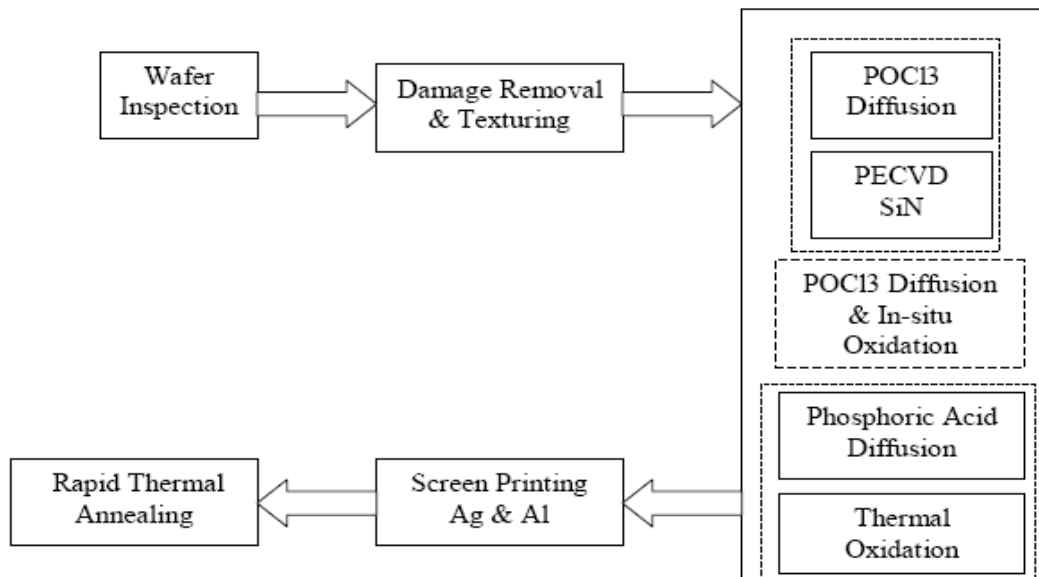 Wafer
Inspection
Damage Removal
& Texturing
POCl3
Diffusion
PECVD
SiN
POCl3 Diffusion
& In-situ
Oxidation
Phosphoric Acid
Diffusion
Thermal
Oxidation
Screen Printing
Ag & Al
Rapid Thermal
Annealing